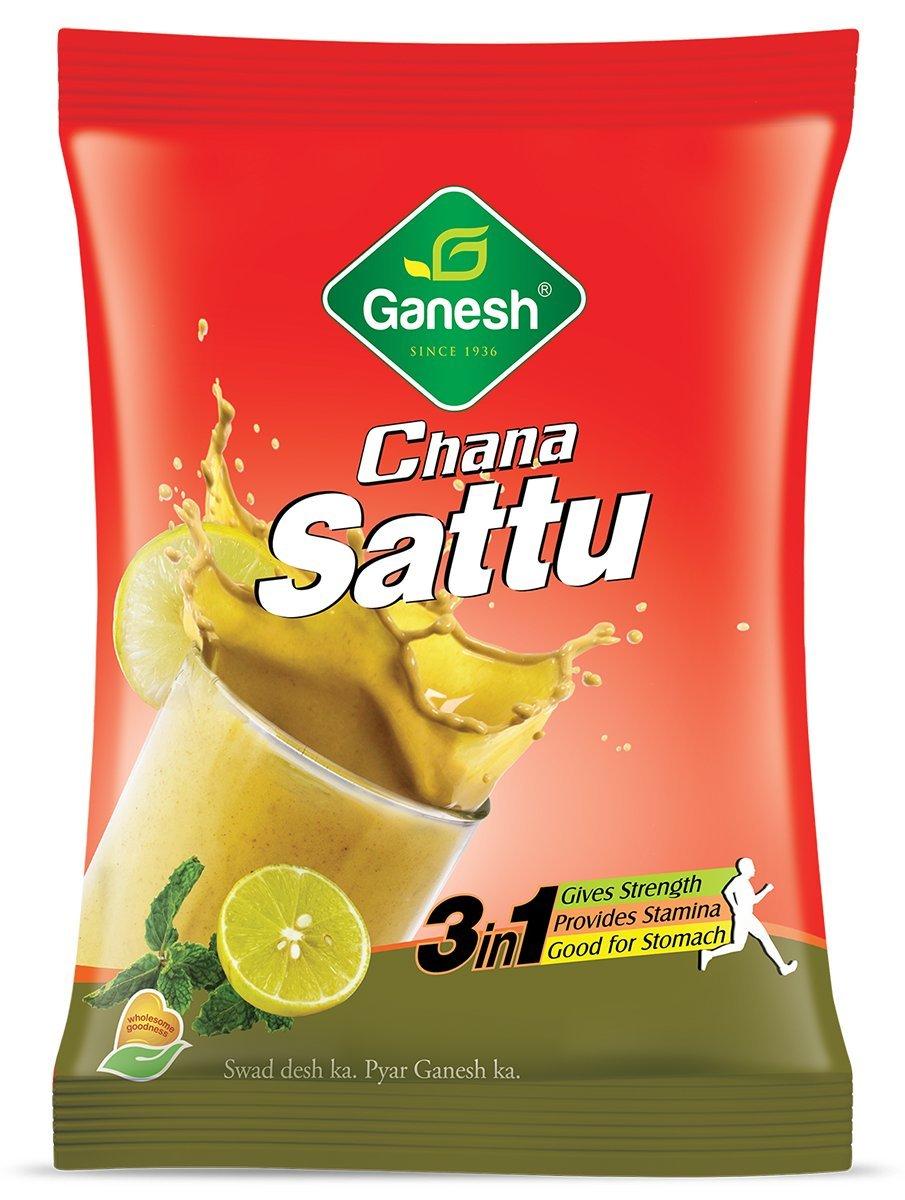 Ganesh®
SINCE 1936
Chana
Sattu
3in1
Gives Strength
Provides Stamina
Good for Stomach
wholesome
goodness
Swad desh ka. Pyar Ganesh ka.